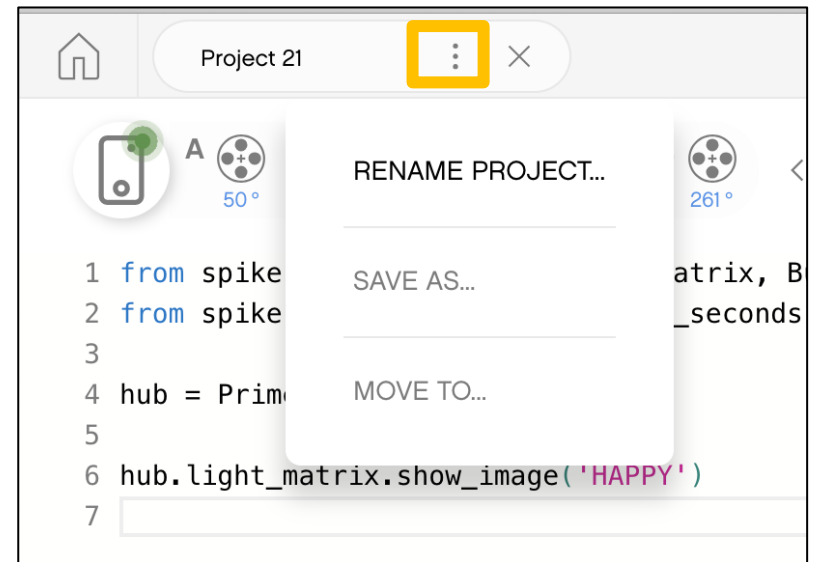 Project 21
A
50°
261°
RENAME PROJECT...
SAVE AS...
MOVE TO...
1 from spike atrix, B
2 from spike _seconds
3
4 hub = Prim
5
6 hub.light_matrix.show_image('HAPPY')
7